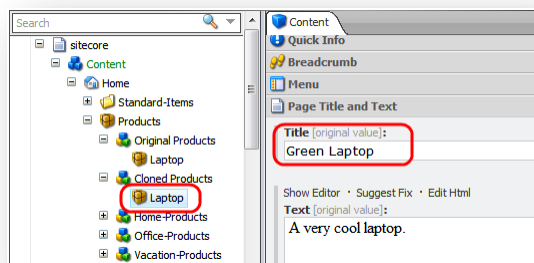 Search
sitecore
Content
Home
Standard-Items
Products
Original Products
Laptop
Cloned Products
Laptop
Home-Products
Office-Products
Vacation-Products
Content
Quick Info
Breadcrumb
Menu
Page Title and Text
Title [original value]:
Green Laptop
Show Editor · Suggest Fix · Edit Html
Text [original value]:
A very cool laptop.